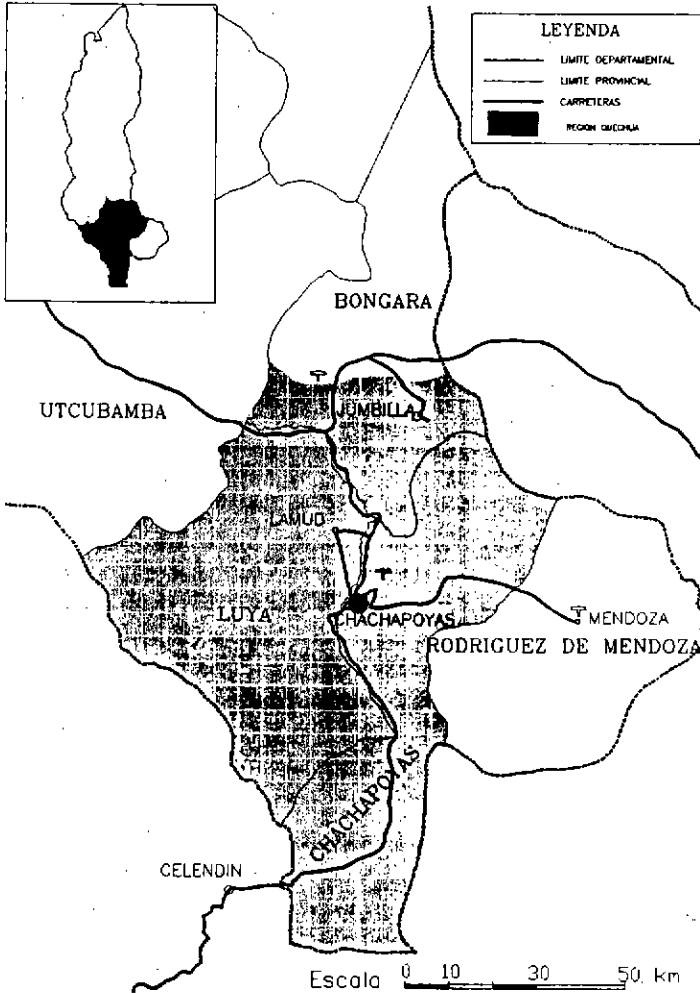 LEYENDA
LIMITE DEPARTAMENTAL
LIMITE PROVINCIAL
CARRETERAS
REGION QUECHUA
BONGARA
UTCUBAMBA
JUMBILLA
LAMUD
LUYA
CHACHAPOYAS
MENDOZA
RODRIGUEZ DE MENDOZA
CHACHAPOYAS
CELENDIN
Escala 0 10 30 50. km